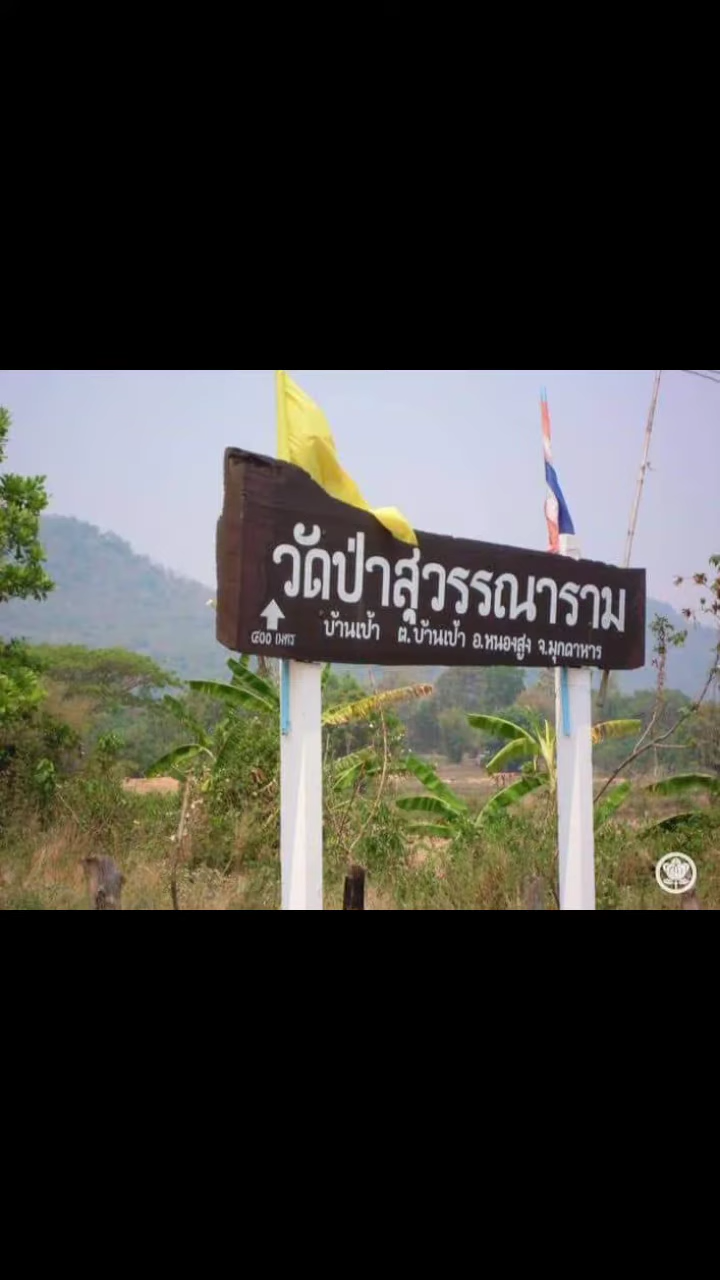 วัดป่าสุวรรณาราม
๔๐๐ เมตร บ้านเป้า ต.บ้านเป้า อ.หนองสูง จ.มุกดาหาร